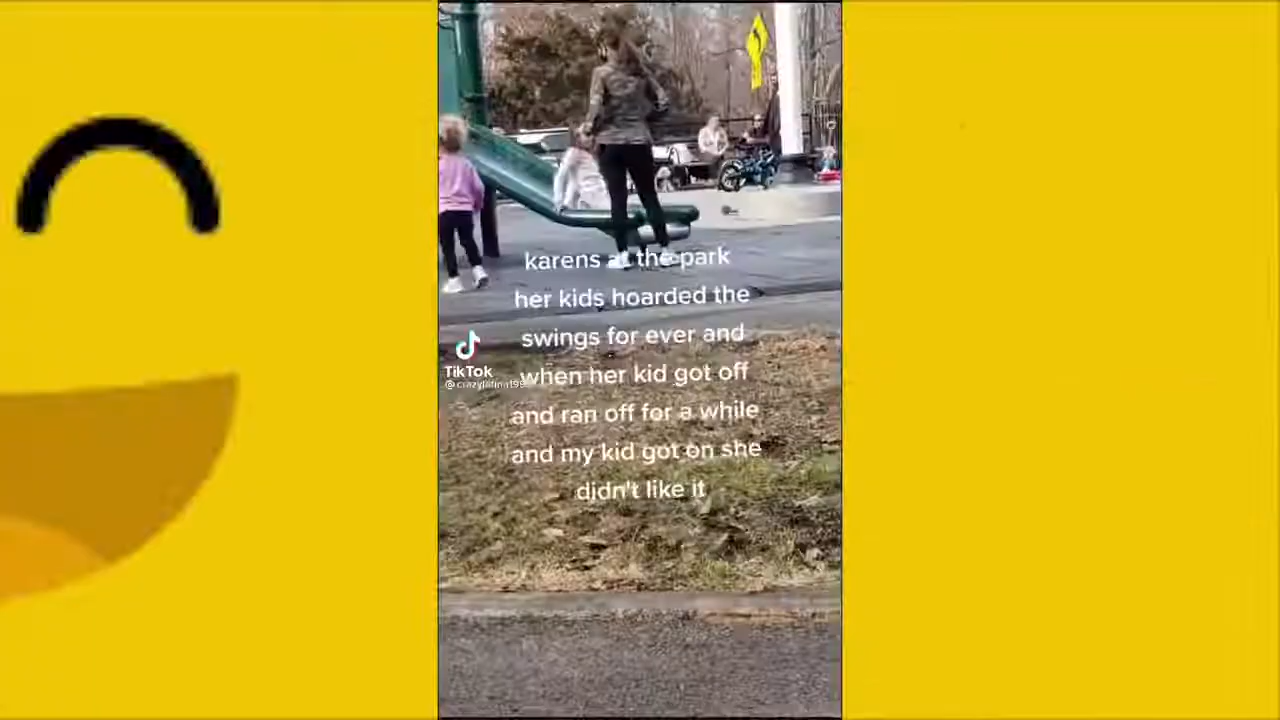 karens at the park
her kids hoarded the
swings for ever and
when her kid got off
and ran off for a while
and my kid got on she
didn't like it
TikTok